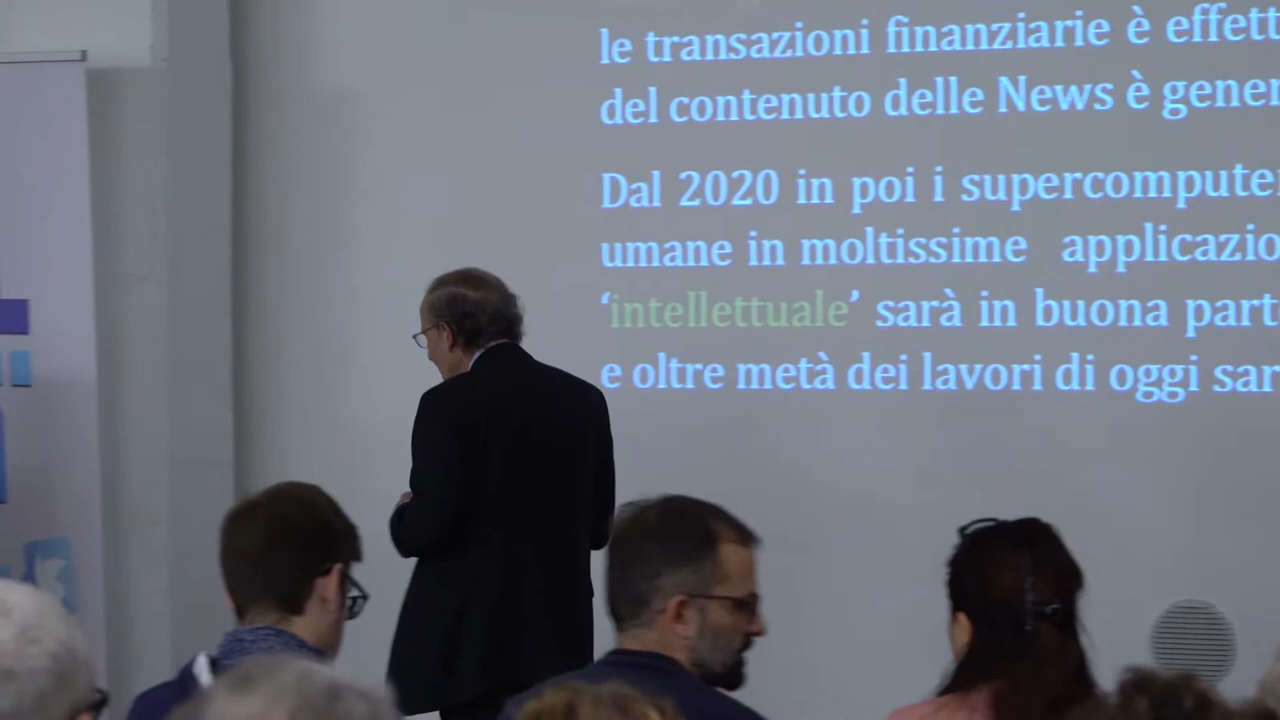 le transazioni finanziarie è effett
del contenuto delle News è gener
Dal 2020 in poi i supercompute
umane in moltissime applicazio
‘intellettuale’ sarà in buona part
e oltre metà dei lavori di oggi sar